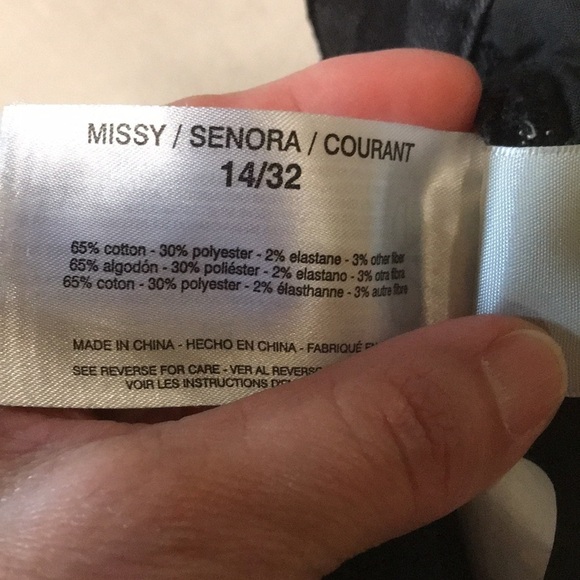 MISSY / SENORA / COURANT
14/32
65% cotton - 30% polyester - 2% elastane - 3% other fiber
65% algodón - 30% poliéster - 2% elastano - 3% otra fibra
65% coton - 30% polyester - 2% élasthanne - 3% autre fibre
MADE IN CHINA - HECHO EN CHINA - FABRIQUÉ
SEE REVERSE FOR CARE - VER AL REVERSO
VOIR LES INSTRUCTIONS